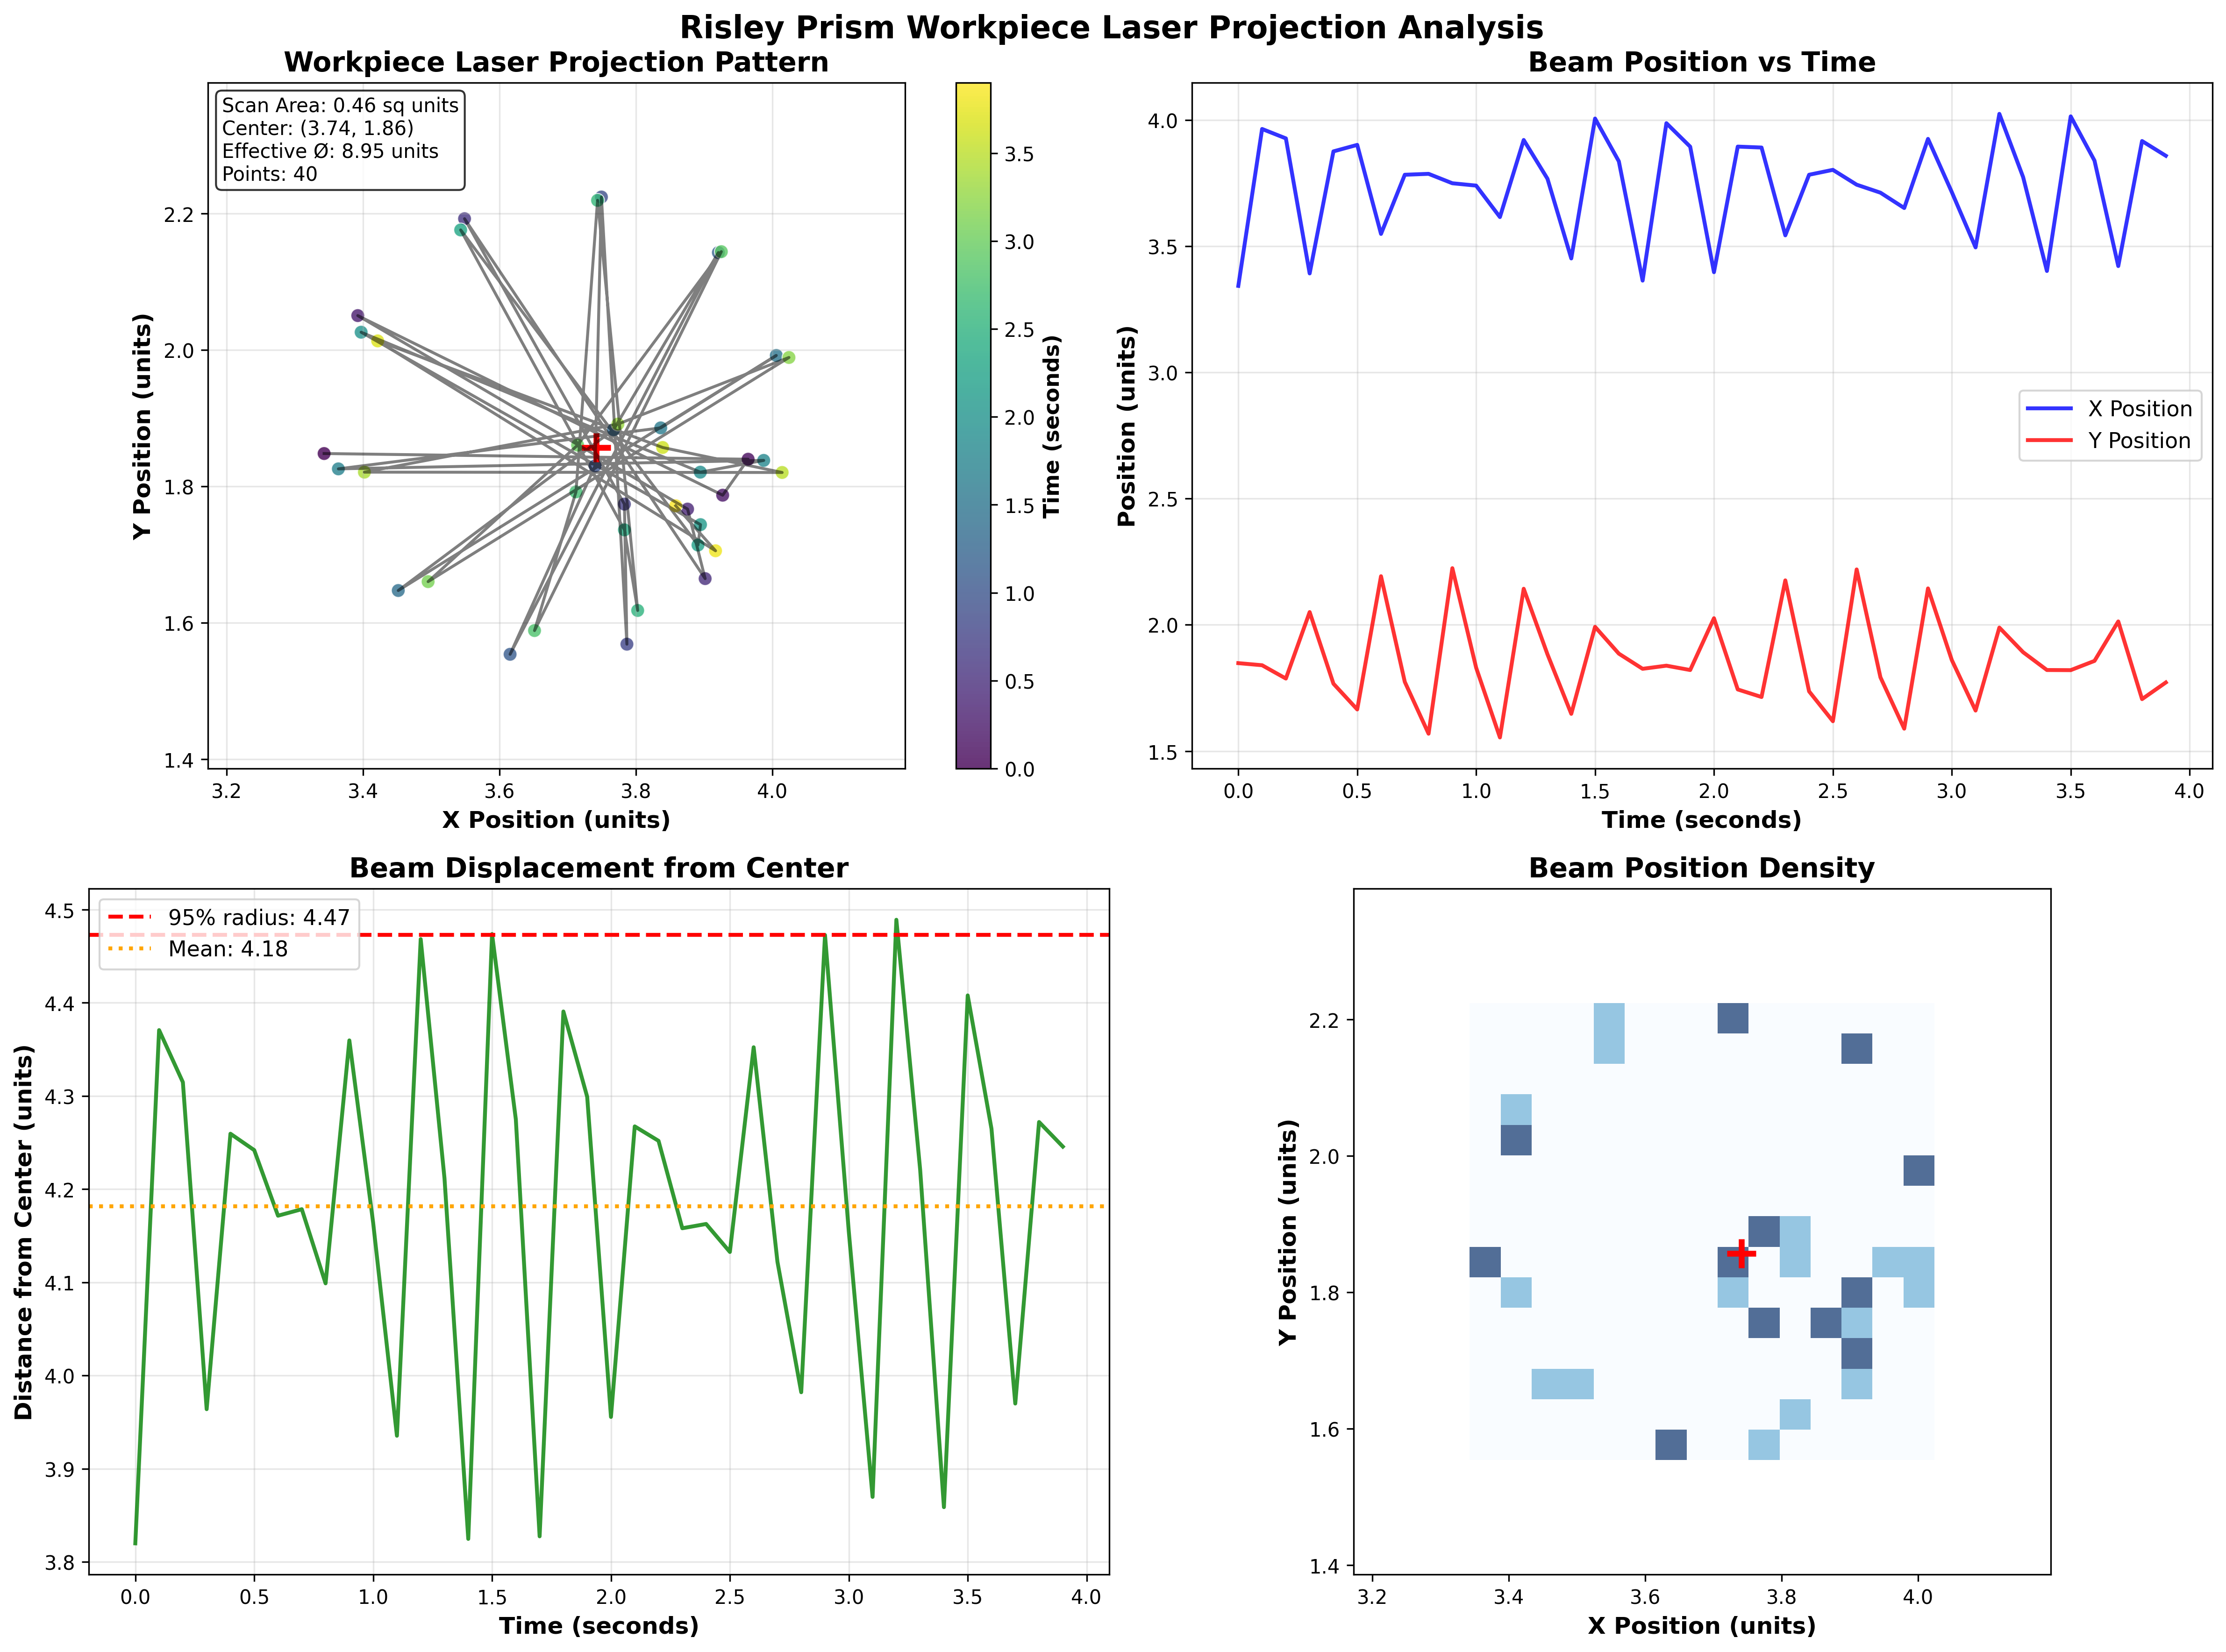 Risley Prism Workpiece Laser Projection Analysis
Workpiece Laser Projection Pattern
Scan Area: 0.46 sq units
Center: (3.74, 1.86)
Effective Ø: 8.95 units
Points: 40
2.2
2.0
1.8
1.6
1.4
Y Position (units)
3.2 3.4 3.6 3.8 4.0
X Position (units)
3.5
3.0
2.5
2.0
1.5
1.0
0.5
0.0
Time (seconds)
Beam Position vs Time
4.0
3.5
3.0
2.5
2.0
1.5
Position (units)
X Position
Y Position
0.0 0.5 1.0 1.5 2.0 2.5 3.0 3.5 4.0
Time (seconds)
Beam Displacement from Center
95% radius: 4.47
Mean: 4.18
4.5
4.4
4.3
4.2
4.1
4.0
3.9
3.8
Distance from Center (units)
0.0 0.5 1.0 1.5 2.0 2.5 3.0 3.5 4.0
Time (seconds)
Beam Position Density
2.2
2.0
1.8
1.6
1.4
Y Position (units)
3.2 3.4 3.6 3.8 4.0
X Position (units)